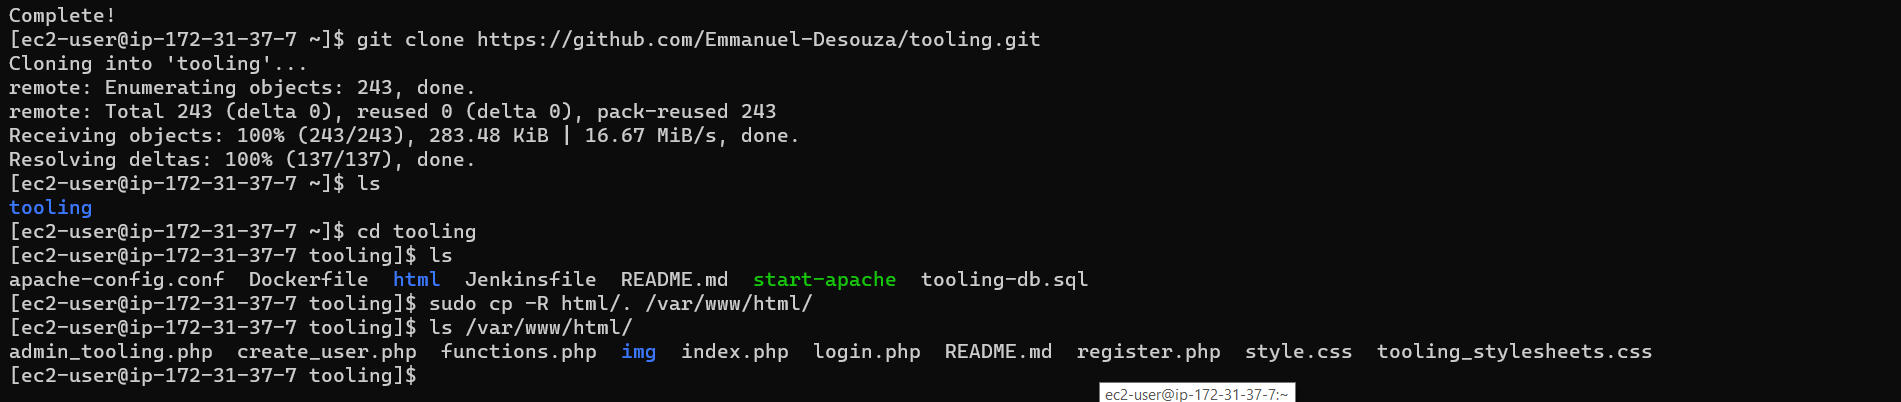 Complete!
[ec2-user@ip-172-31-37-7 ~]$ git clone https://github.com/Emmanuel-Desouza/tooling.git
Cloning into 'tooling'...
remote: Enumerating objects: 243, done.
remote: Total 243 (delta 0), reused 0 (delta 0), pack-reused 243
Receiving objects: 100% (243/243), 283.48 KiB | 16.67 MiB/s, done.
Resolving deltas: 100% (137/137), done.
[ec2-user@ip-172-31-37-7 ~]$ ls
tooling
[ec2-user@ip-172-31-37-7 ~]$ cd tooling
[ec2-user@ip-172-31-37-7 tooling]$ ls
apache-config.conf  Dockerfile  html  Jenkinsfile  README.md  start-apache  tooling-db.sql
[ec2-user@ip-172-31-37-7 tooling]$ sudo cp -R html/. /var/www/html/
[ec2-user@ip-172-31-37-7 tooling]$ ls /var/www/html/
admin_tooling.php  create_user.php  functions.php  img  index.php  login.php  README.md  register.php  style.css  tooling_stylesheets.css
[ec2-user@ip-172-31-37-7 tooling]$
ec2-user@ip-172-31-37-7:~